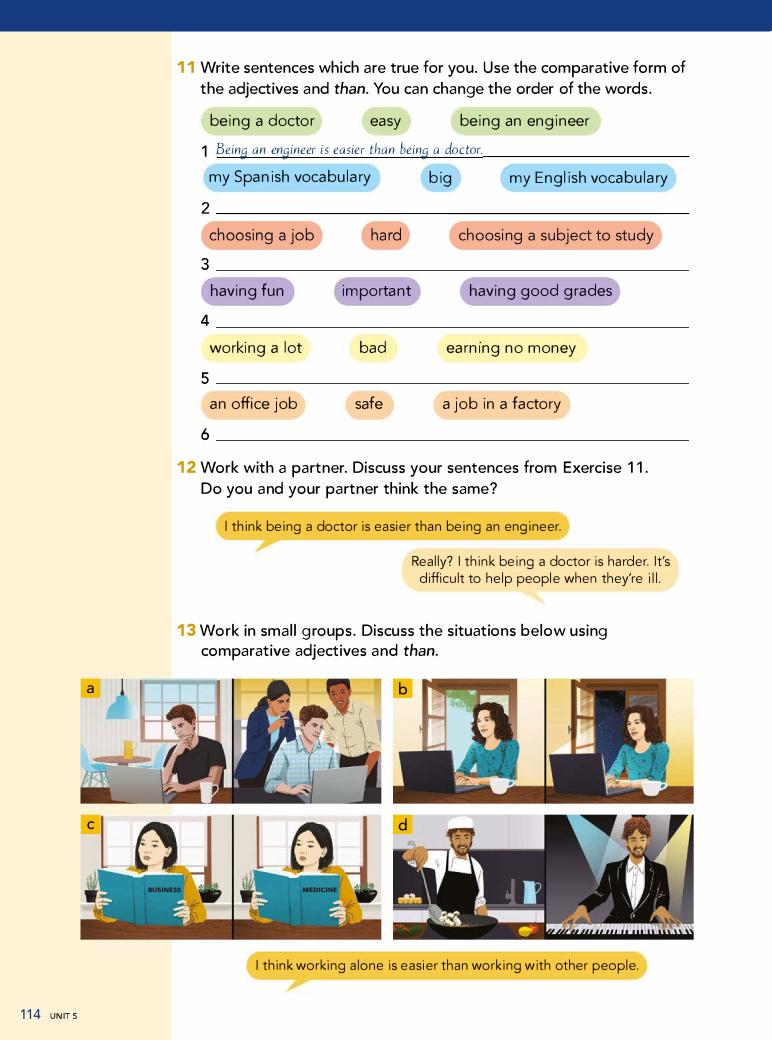 11 Write sentences which are true for you. Use the comparative form of
the adjectives and than. You can change the order of the words.
being a doctor easy being an engineer
1 Being an engineer is easier than being a doctor.
my Spanish vocabulary big my English vocabulary
2
choosing a job hard choosing a subject to study
3
having fun important having good grades
4
working a lot bad earning no money
5
an office job safe a job in a factory
6
12 Work with a partner. Discuss your sentences from Exercise 11.
Do you and your partner think the same?
I think being a doctor is easier than being an engineer.
Really? I think being a doctor is harder. It's
difficult to help people when they're ill.
13 Work in small groups. Discuss the situations below using
comparative adjectives and than.
a
b
c
BUSINESS
MEDICINE
d
I think working alone is easier than working with other people.
114 UNIT 5